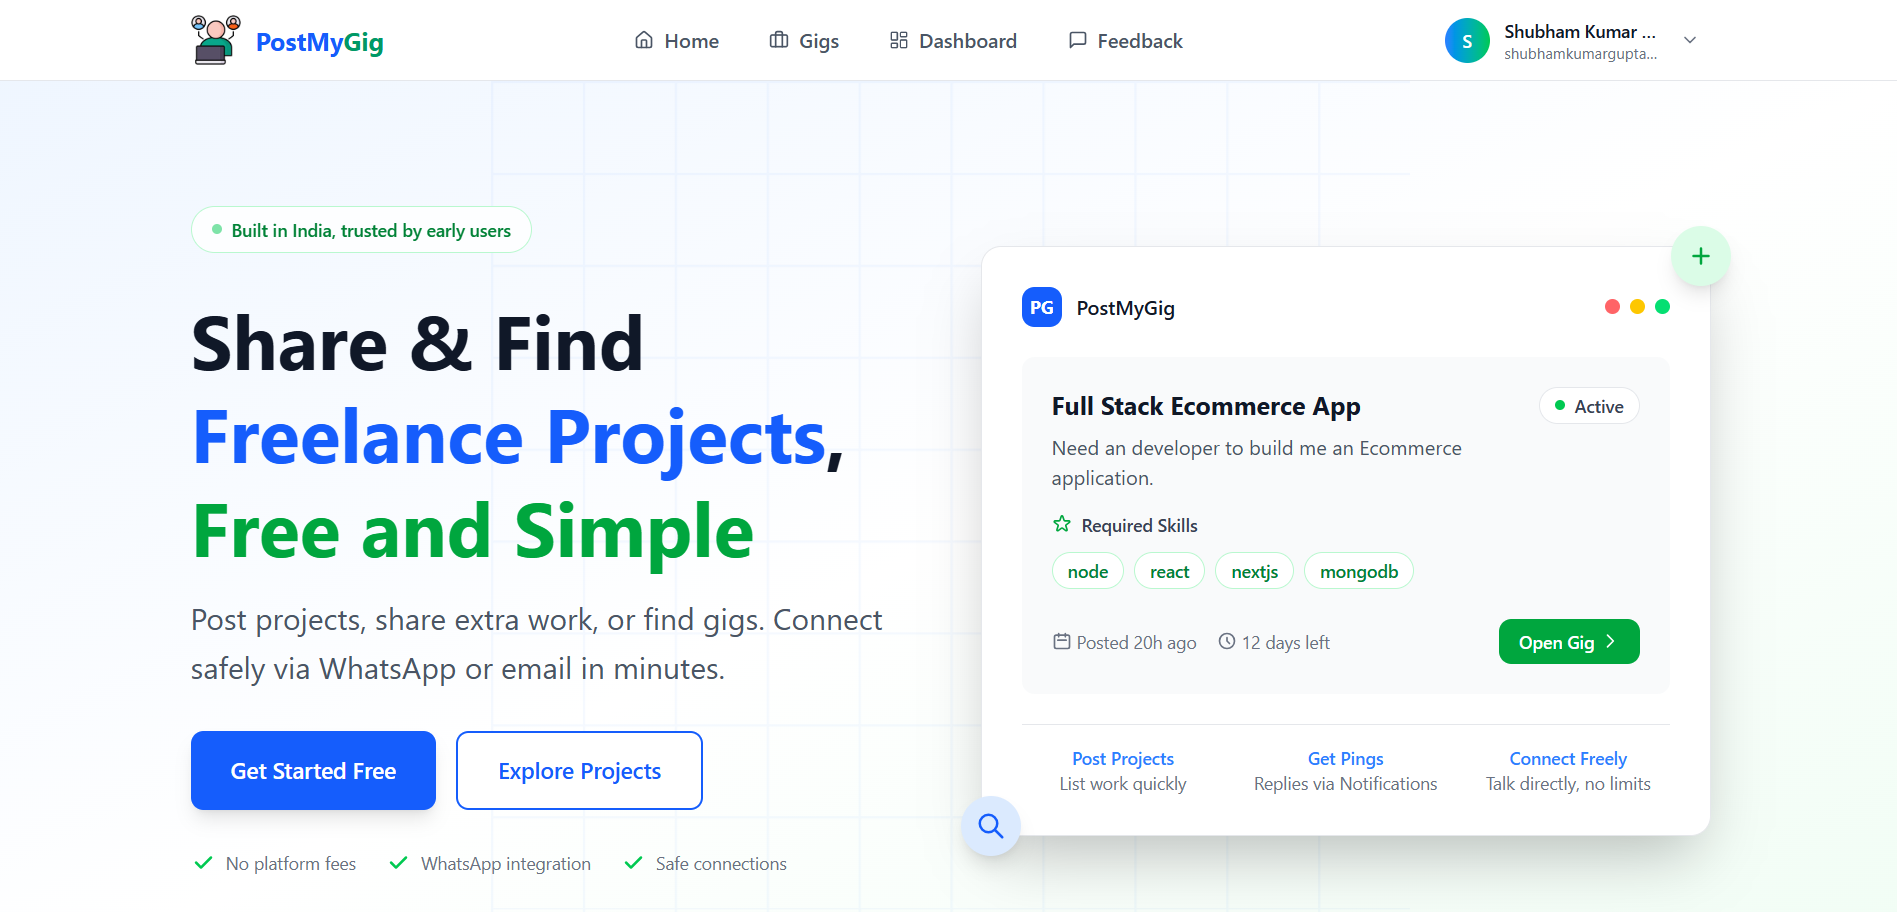 PostMyGig
Home
Gigs
Dashboard
Feedback
S
Shubham Kumar ...
shubhamkumargupta...
Built in India, trusted by early users
Share & Find
Freelance Projects,
Free and Simple
Post projects, share extra work, or find gigs. Connect
safely via WhatsApp or email in minutes.
Get Started Free
Explore Projects
No platform fees
WhatsApp integration
Safe connections
PG
PostMyGig
Full Stack Ecommerce App
Active
Need an developer to build me an Ecommerce
application.
Required Skills
node
react
nextjs
mongodb
Posted 20h ago
12 days left
Open Gig
Post Projects
List work quickly
Get Pings
Replies via Notifications
Connect Freely
Talk directly, no limits